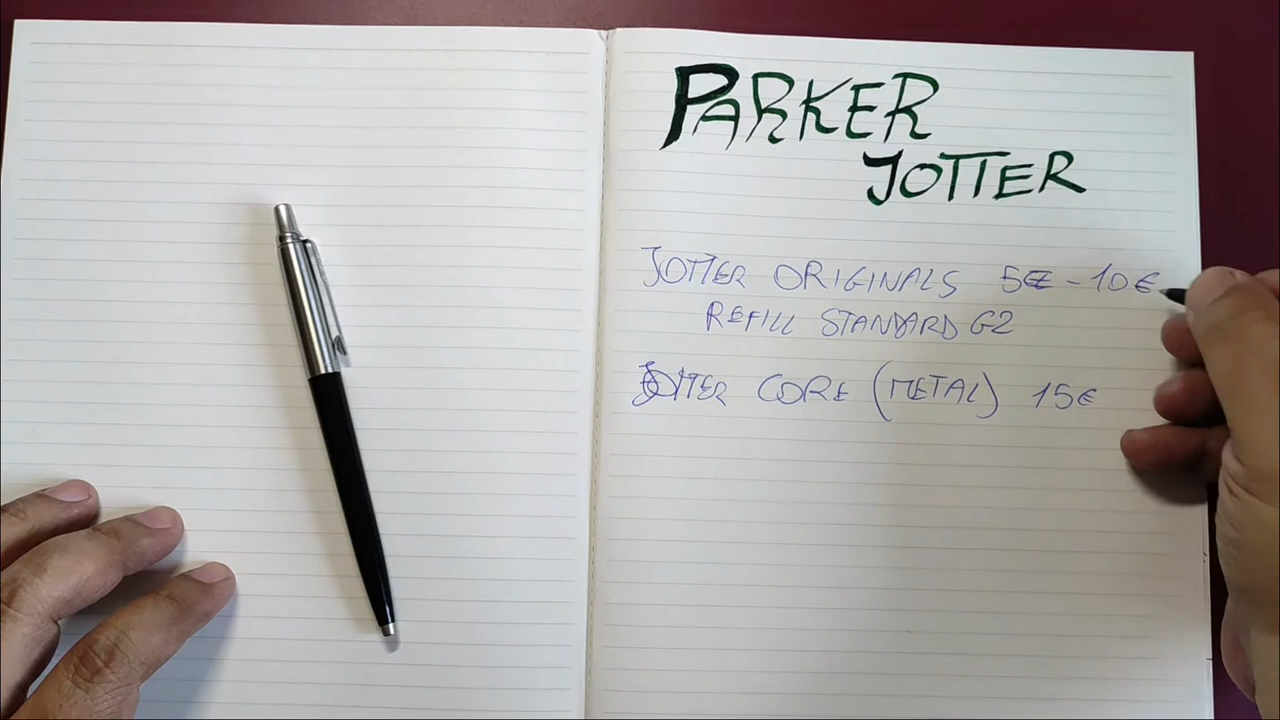 PARKER
JOTTER
JOTTER ORIGINALS 5€ - 10€
REFILL STANDARD G2
JOTTER CORE (METAL) 15€